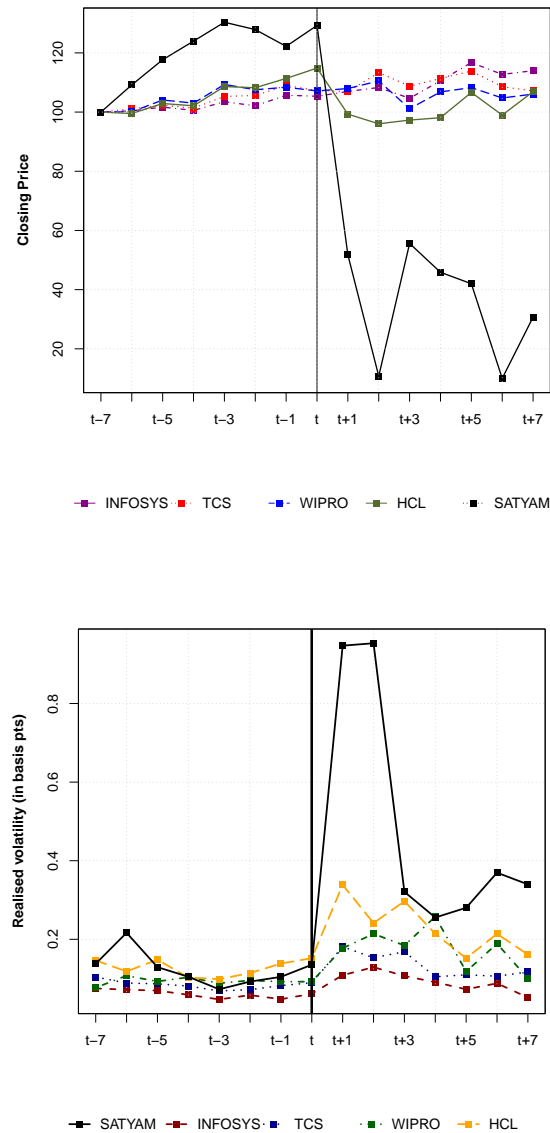 120
100
80
60
40
20
Closing Price
t−7 t−5 t−3 t−1 t t+1 t+3 t+5 t+7
INFOSYS TCS WIPRO HCL SATYAM
0.8
0.6
0.4
0.2
Realised volatility (in basis pts)
t−7 t−5 t−3 t−1 t t+1 t+3 t+5 t+7
SATYAM INFOSYS TCS WIPRO HCL